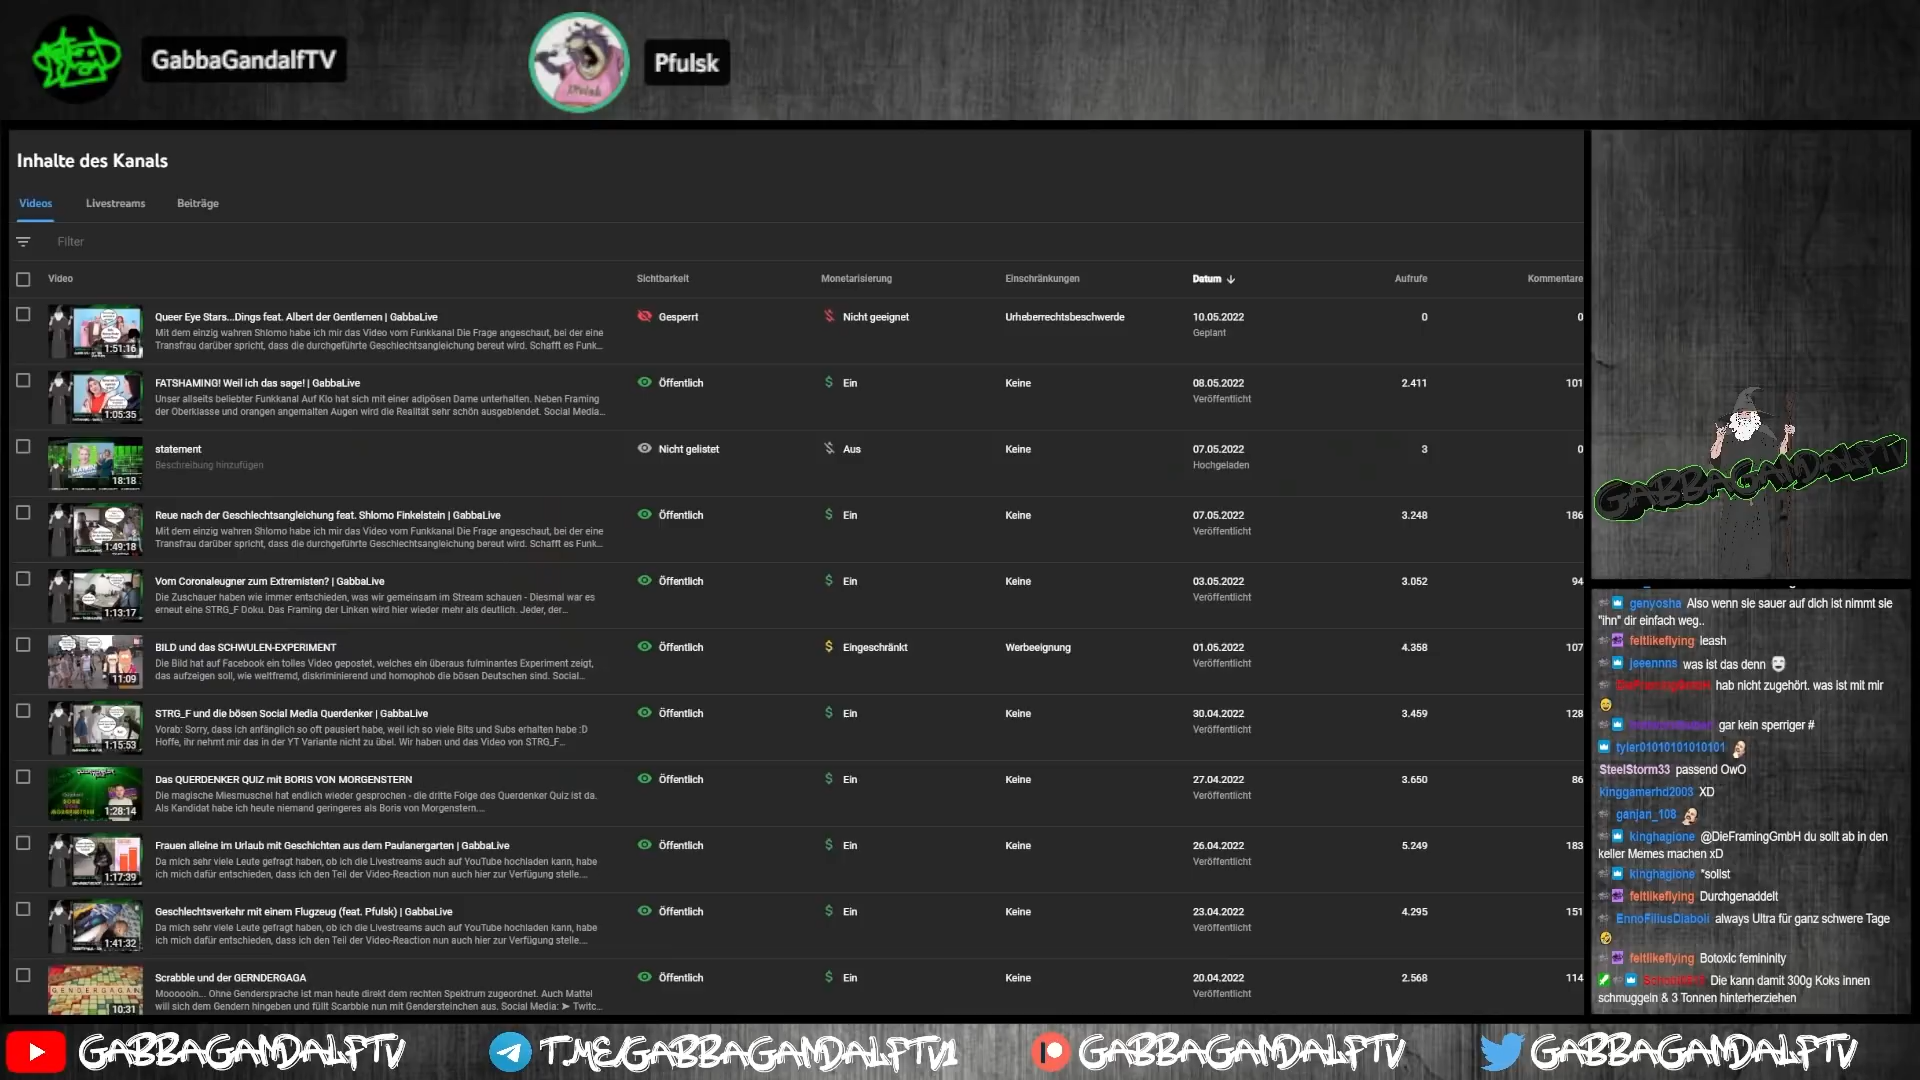 GabbaGandalfTV
Pfulsk
Inhalte des Kanals
Videos Livestreams Beiträge
Filter
Video Sichtbarkeit Monetarisierung Einschränkungen Datum Aufrufe Kommentare
Queer Eye Stars...Dings feat. Albert der Gentlemen | GabbaLive Gesperrt Nicht geeignet Urheberrechtsbeschwerde 10.05.2022 0 0
Mit dem einzig wahren Shlomo habe ich mir das Video vom Funkkanal Die Frage angeschaut, bei der eine Geplant
Transfrau darüber spricht, dass die durchgeführte Geschlechtsangleichung bereut wird. Schafft es Funk...
1:51:16
FATSHAMING! Weil ich das sage! | GabbaLive Öffentlich Ein Keine 08.05.2022 2.411 101
Unser allseits beliebter Funkkanal Auf Klo hat sich mit einer adipösen Dame unterhalten. Neben Framing Veröffentlicht
der Oberklasse und orangen angemalten Augen wird die Realität sehr schön ausgeblendet. Social Media...
1:05:35
statement Nicht gelistet Aus Keine 07.05.2022 3 0
Beschreibung hinzufügen Hochgeladen
18:18
Reue nach der Geschlechtsangleichung feat. Shlomo Finkelstein | GabbaLive Öffentlich Ein Keine 07.05.2022 3.248 186
Mit dem einzig wahren Shlomo habe ich mir das Video vom Funkkanal Die Frage angeschaut, bei der eine Veröffentlicht
Transfrau darüber spricht, dass die durchgeführte Geschlechtsangleichung bereut wird. Schafft es Funk...
1:49:18
Vom Coronaleugner zum Extremisten? | GabbaLive Öffentlich Ein Keine 03.05.2022 3.052 94
Die Zuschauer haben wie immer entschieden, was wir gemeinsam im Stream schauen - Diesmal war es Veröffentlicht
erneut eine STRG_F Doku. Das Framing der Linken wird hier wieder mehr als deutlich. Jeder, der...
1:13:17
BILD und das SCHWULEN-EXPERIMENT Öffentlich Eingeschränkt Werbeeignung 01.05.2022 4.358 107
Die Bild hat auf Facebook ein tolles Video gepostet, welches ein überaus fulminantes Experiment zeigt, Veröffentlicht
das aufzeigen soll, wie weltfremd, diskriminierend und homophob die bösen Deutschen sind. Social...
11:09
STRG_F und die bösen Social Media Querdenker | GabbaLive Öffentlich Ein Keine 30.04.2022 3.459 128
Vorab: Sorry, dass ich anfänglich so oft pausiert habe, weil ich so viele Bits und Subs erhalten habe :D Veröffentlicht
Hoffe, ihr nehmt mir das in der YT Variante nicht zu übel. Wir haben und das Video von STRG_F...
1:15:53
Das QUERDENKER QUIZ mit BORIS VON MORGENSTERN Öffentlich Ein Keine 27.04.2022 3.650 86
Die magische Miesmuschel hat endlich wieder gesprochen - die dritte Folge des Querdenker Quiz ist da. Veröffentlicht
Als Kandidat habe ich heute niemand geringeres als Boris von Morgenstern....
1:28:14
Frauen alleine im Urlaub mit Geschichten aus dem Paulanergarten | GabbaLive Öffentlich Ein Keine 26.04.2022 5.249 183
Da mich sehr viele Leute gefragt haben, ob ich die Livestreams auch auf YouTube hochladen kann, habe Veröffentlicht
ich mich dafür entschieden, dass ich den Teil der Video-Reaction nun auch hier zur Verfügung stelle....
1:17:39
Geschlechtsverkehr mit einem Flugzeug (feat. Pfulsk) | GabbaLive Öffentlich Ein Keine 23.04.2022 4.295 151
Da mich sehr viele Leute gefragt haben, ob ich die Livestreams auch auf YouTube hochladen kann, habe Veröffentlicht
ich mich dafür entschieden, dass ich den Teil der Video-Reaction nun auch hier zur Verfügung stelle....
1:41:32
Scrabble und der GERNDERGAGA Öffentlich Ein Keine 20.04.2022 2.568 114
Moooooin... Ohne Gendersprache ist man heute direkt dem rechten Spektrum zugeordnet. Auch Mattel Veröffentlicht
will sich dem Gendern hingeben und füllt Scarbble nun mit Gendersteinchen aus. Social Media: ➤ Twitc...
10:31
GABBAGANDALFTV
genyosha Also wenn sie sauer auf dich ist nimmt sie
"ihn" dir einfach weg..
feltlikeflying leash
jeeennns was ist das denn
DieFramingGmbH hab nicht zugehört. was ist mit mir
gar kein sperriger #
tyler01010101010101
SteelStorm33 passend OwO
kinggamerhd2003 XD
ganjan_108
kinghagione @DieFramingGmbH du sollt ab in den
keller Memes machen xD
kinghagione *sollst
feltlikeflying Durchgenaddelt
EnnoFiliusDiaboli always Ultra für ganz schwere Tage
feltlikeflying Botoxic femininity
Die kann damit 300g Koks innen
schmuggeln & 3 Tonnen hinterherziehen
GABBAGANDALFTV T.ME/GABBAGANDALFTV1 GABBAGANDALFTV GABBAGANDALFTV